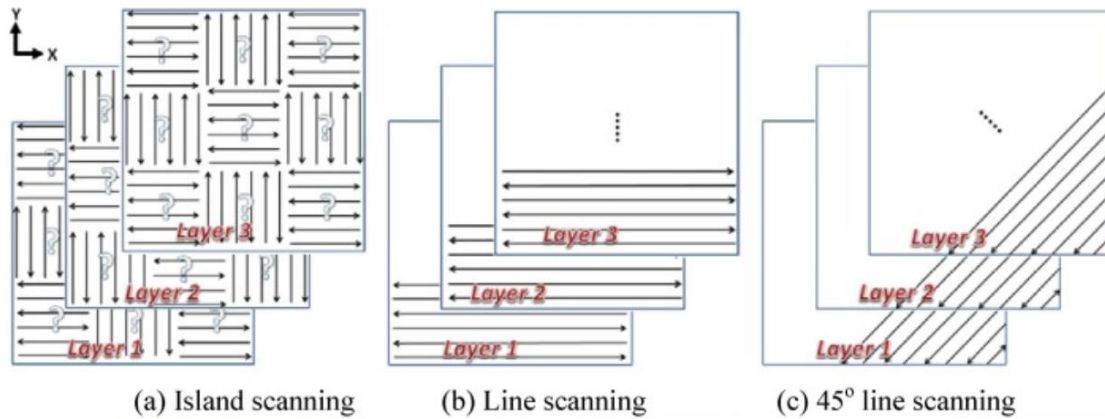 Y
X
?
?
?
?
?
?
?
?
?
Layer 3
?
?
?
?
Layer 2
?
?
?
?
?
Layer 1
Layer 3
Layer 2
Layer 1
Layer 3
Layer 2
Layer 1
(a) Island scanning
(b) Line scanning
(c) 45° line scanning